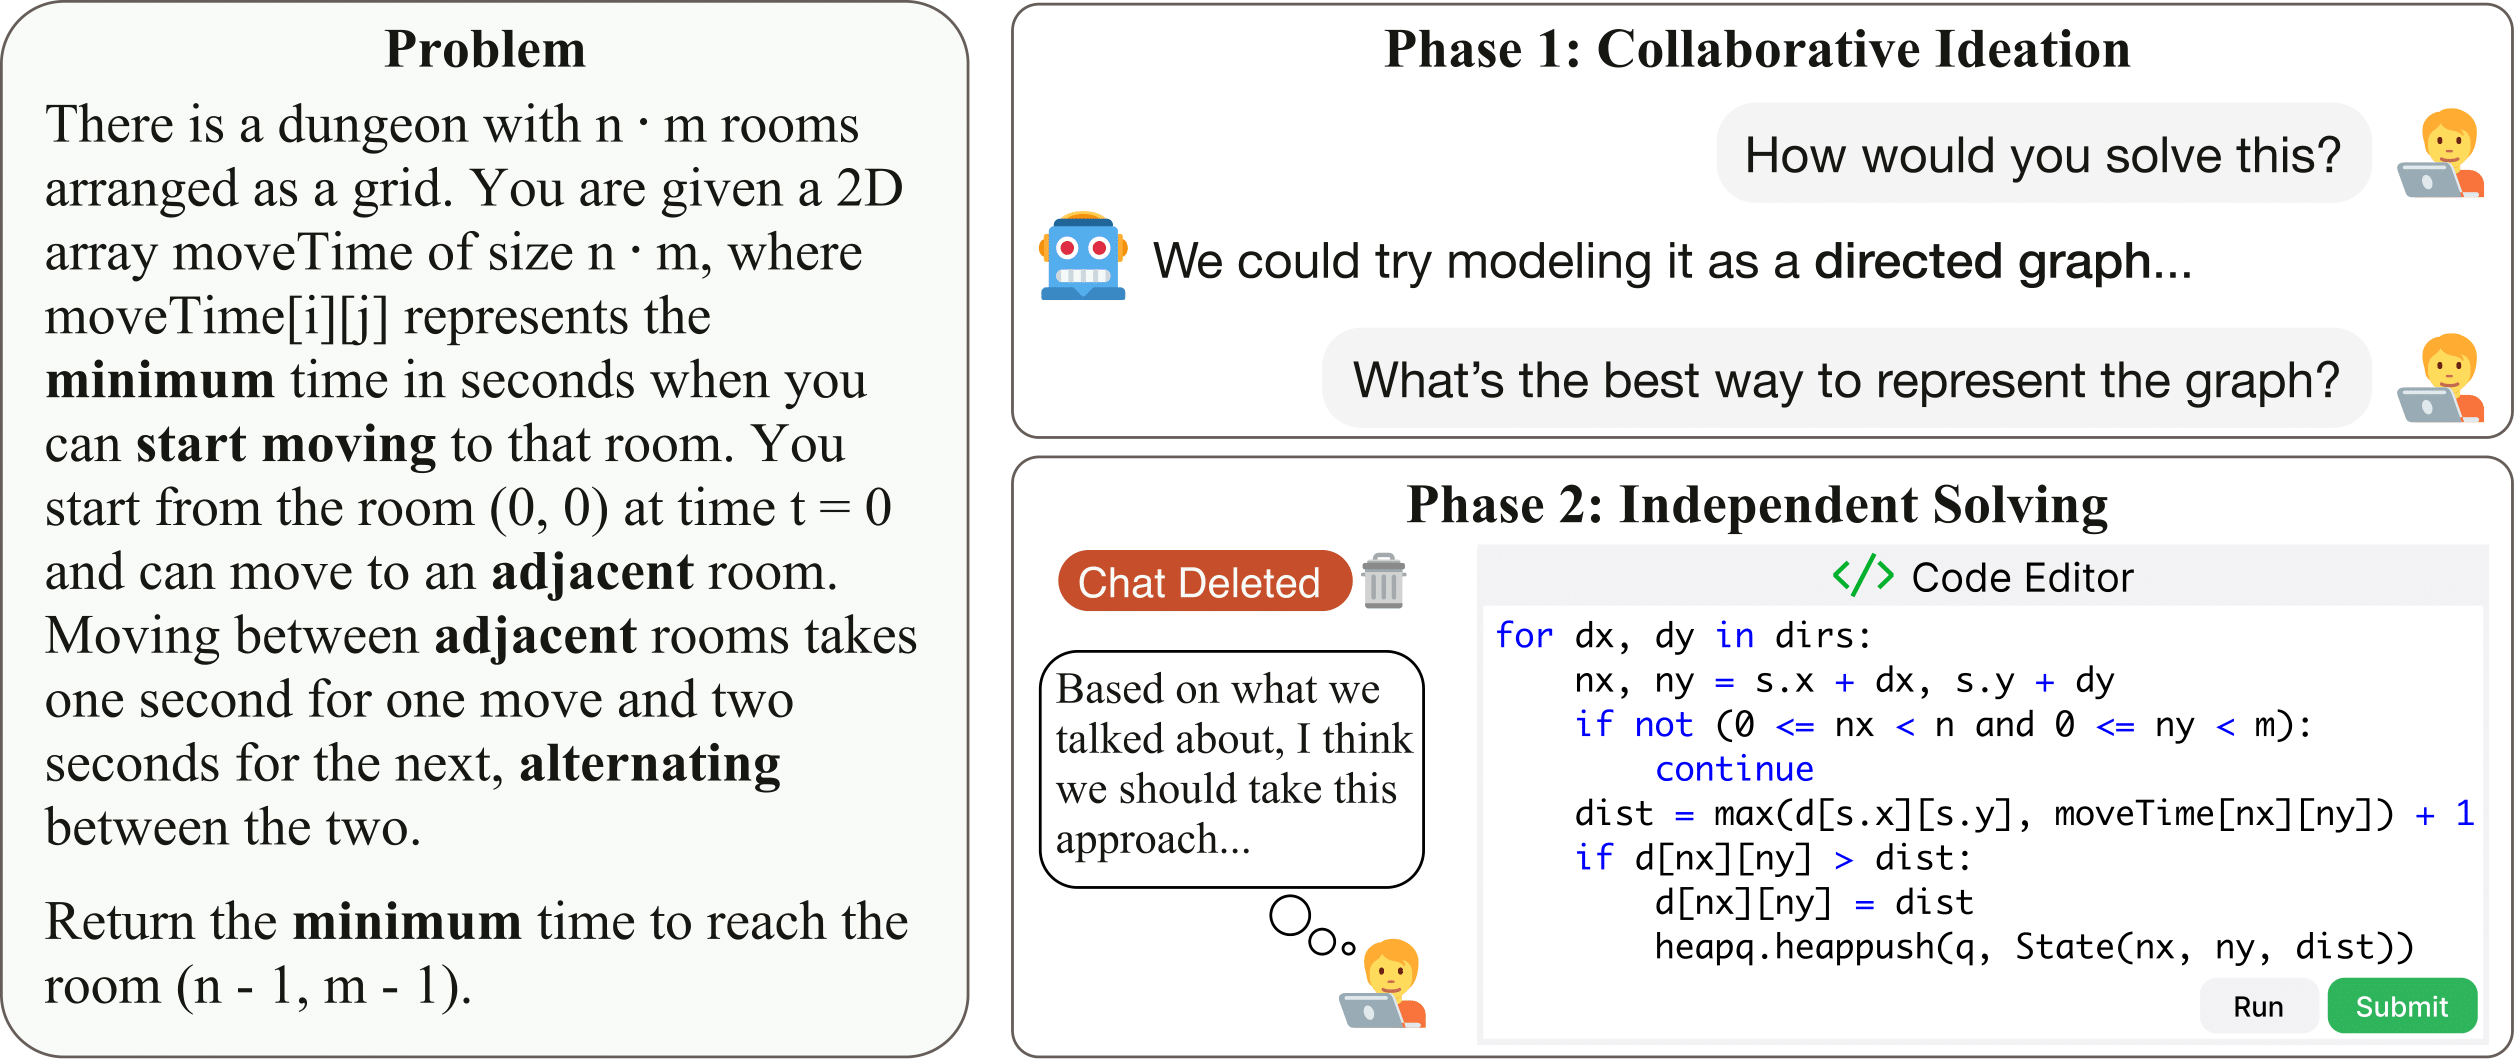 Problem
There is a dungeon with n · m rooms
arranged as a grid. You are given a 2D
array moveTime of size n · m, where
moveTime[i][j] represents the
minimum time in seconds when you
can start moving to that room. You
start from the room (0, 0) at time t = 0
and can move to an adjacent room.
Moving between adjacent rooms takes
one second for one move and two
seconds for the next, alternating
between the two.
Return the minimum time to reach the
room (n - 1, m - 1).
Phase 1: Collaborative Ideation
How would you solve this?
We could try modeling it as a directed graph...
What's the best way to represent the graph?
Phase 2: Independent Solving
Chat Deleted
Based on what we
talked about, I think
we should take this
approach...
</> Code Editor
for dx, dy in dirs:
    nx, ny = s.x + dx, s.y + dy
    if not (0 <= nx < n and 0 <= ny < m):
        continue
    dist = max(d[s.x][s.y], moveTime[nx][ny]) + 1
    if d[nx][ny] > dist:
        d[nx][ny] = dist
        heapq.heappush(q, State(nx, ny, dist))
Run
Submit